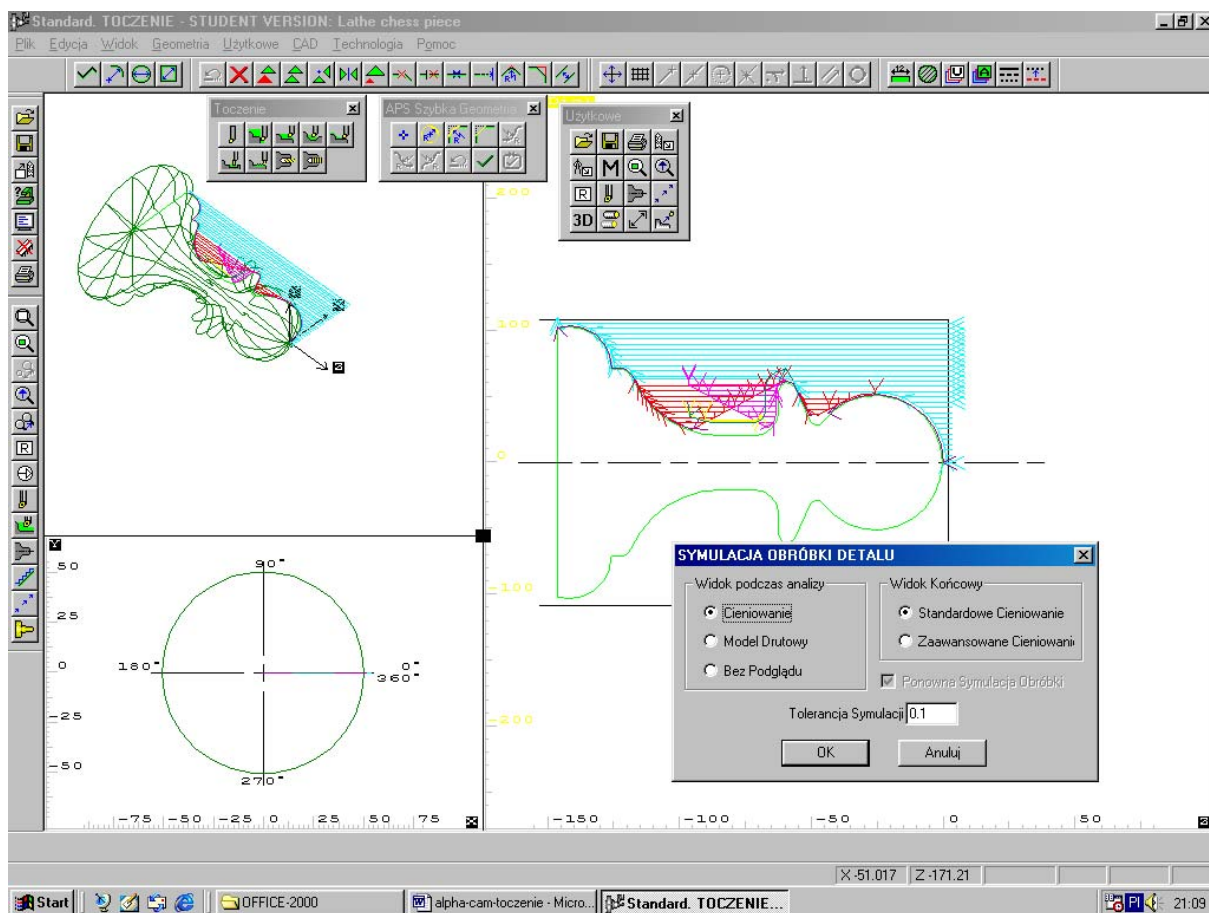 Standard. TOCZENIE - STUDENT VERSION: Lathe chess piece
Plik Edycja Widok Geometria Użytkowe CAD Technologia Pomoc
Toczenie
APS Szybka Geometria
Użytkowe
M
R
3D
R
200
100
0
-100
-200
-150 -100 -50 0 50
50
25
0
-25
-50
90°
180°
0°
360°
270°
-75 -50 -25 0 25 50 75
SYMULACJA OBRÓBKI DETALU
Widok podczas analizy
Cieniowanie
Model Drutowy
Bez Podglądu
Widok Końcowy
Standardowe Cieniowanie
Zaawansowane Cieniowani
Ponowna Symulacja Obróbki
Tolerancja Symulacji 0.1
OK Anuluj
X -51.017 Z -171.21
Start OFFICE-2000 alpha-cam-toczenie - Micro... Standard. TOCZENIE... Pl 21:09